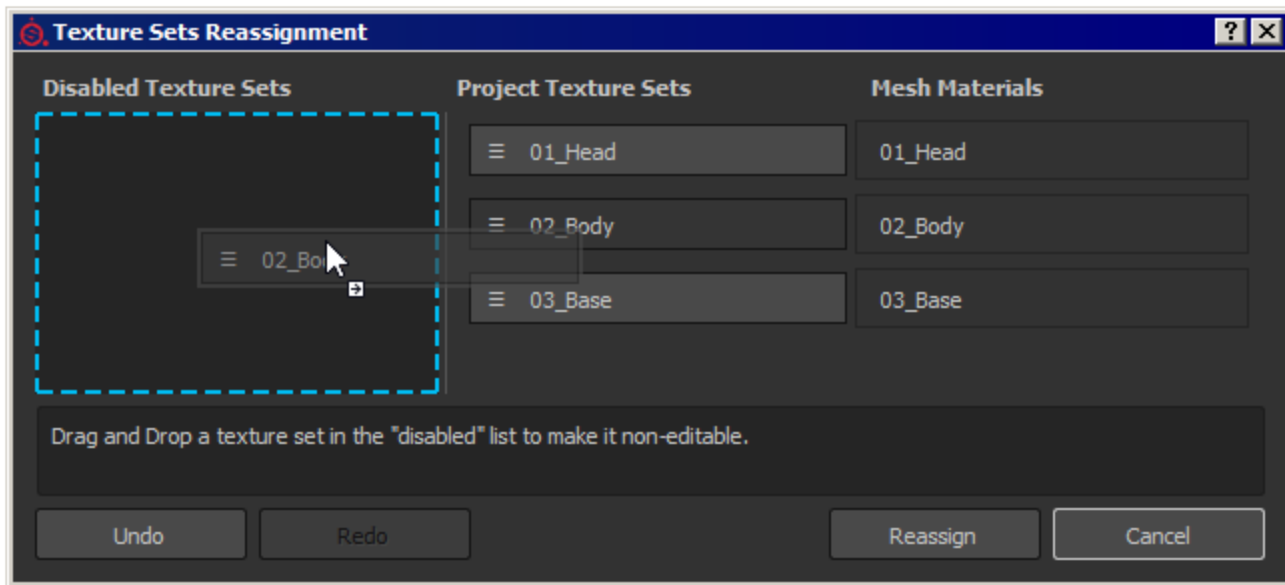 Texture Sets Reassignment
Disabled Texture Sets
Project Texture Sets
Mesh Materials
01_Head
01_Head
02_Body
02_Body
02_Bo
03_Base
03_Base
Drag and Drop a texture set in the "disabled" list to make it non-editable.
Undo
Redo
Reassign
Cancel